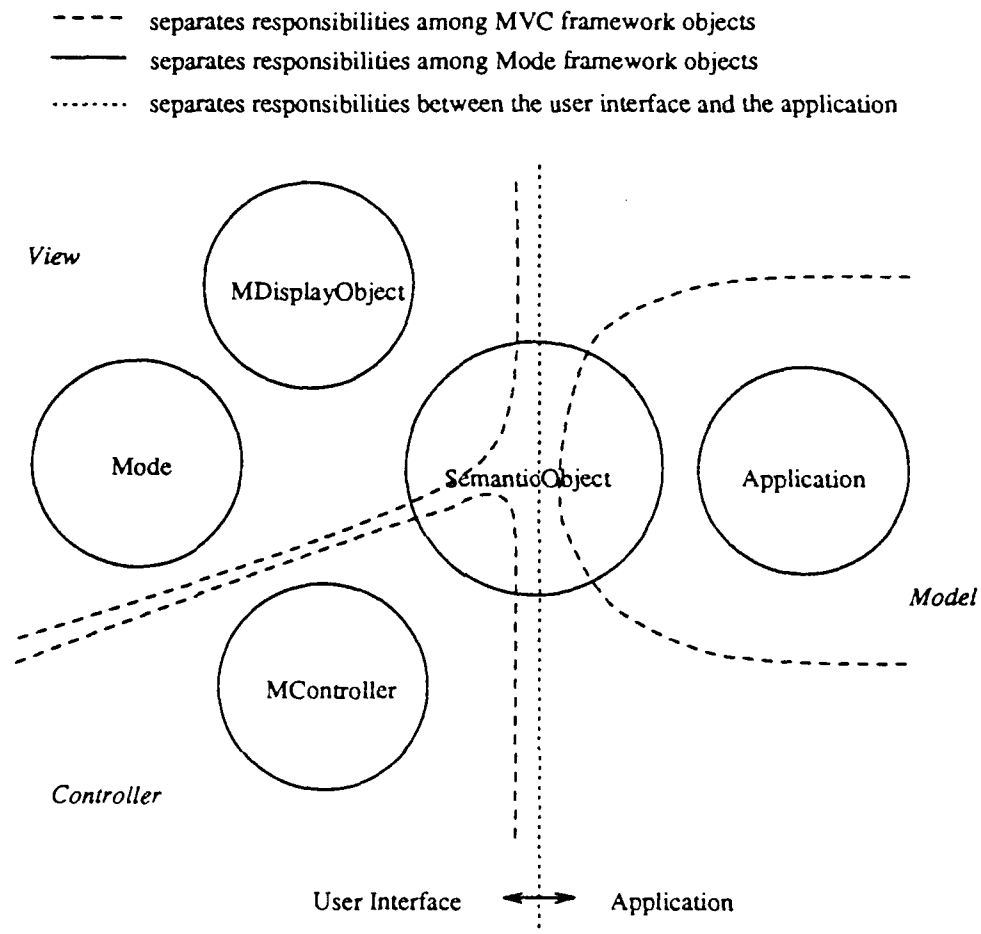 separates responsibilities among MVC framework objects
separates responsibilities among Mode framework objects
separates responsibilities between the user interface and the application
View
MDisplayObject
Mode
SemanticObject
Application
Model
MController
Controller
User Interface
Application